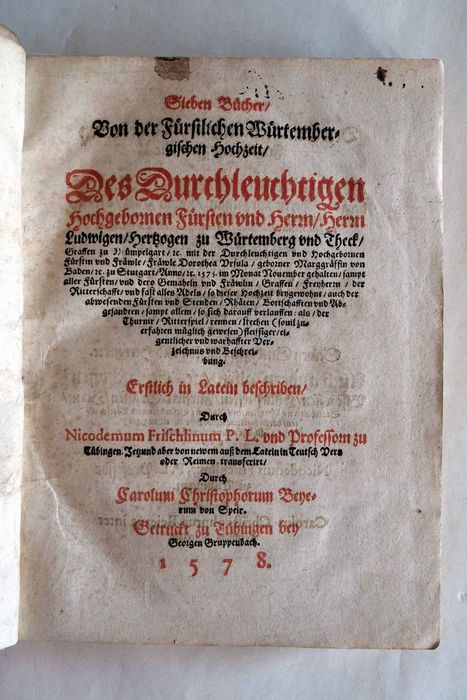 Sieben Bücher/
Von der Fürstlichen Würtember-
gischen Hochzeit/
Des Durchleuchtigen
Hochgebornen Fürsten vnd Herrn/ Herrn
Ludwigen/ Hertzogen zu Würtemberg vnd Theck/
Graffen zu Mümpelgart/ ꝛc. mit der Durchleuchtigen vnd Hochgebornen
Fürstin vnd Fräwle/ Fräwle Dorothea Vrsula/ geborner Marggräffin von
Baden/ ꝛc. zu Stutgart/ Anno/ ꝛc. 1575. im Monat Nouember gehalten/ sampt
aller Fürsten/ vnd dero Gemaheln vnd Fräwlin/ Graffen/ Freyherrn/ der
Ritterschafft/ vnd fast alles Adels/ so dieser Hochzeit beygewohnt/ auch der
abwesenden Fürsten vnd Stenden/ Rhäten/ Bottschafften vnd Ab-
gesandten/ sampt allem/ so sich darauff verlauffen: als/ der
Thurnir/ Ritterspiel/ rennen/ stechen (souil zu-
erfahren müglich gewesen) fleissiger/ ei-
gentlicher vnd warhaffter Ver-
zeichnus vnd Beschrei-
bung.
Erstlich in Latein beschriben/
Durch
Nicodemum Frischlinum P. L. vnd Professorn zu
Tübingen. Jetzund aber von newem auß dem Latein in Teutsch Vers
oder Reimen transferirt/
Durch
Carolum Christophorum Beye-
rum von Speir.
Getruckt zu Tübingen bey
Georgen Gruppenbach.
1578.